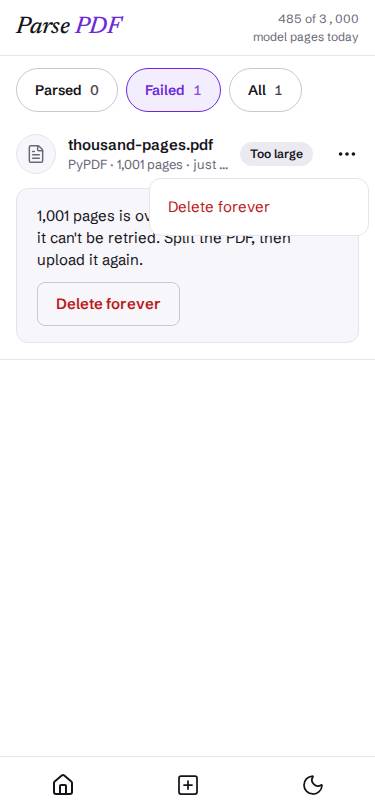 Parse PDF
485 of 3,000
model pages today
Parsed 0
Failed 1
All 1
thousand-pages.pdf
PyPDF · 1,001 pages · just ...
Too large
Delete forever
1,001 pages is
it can't be retried. Split the PDF, then
upload it again.
Delete forever